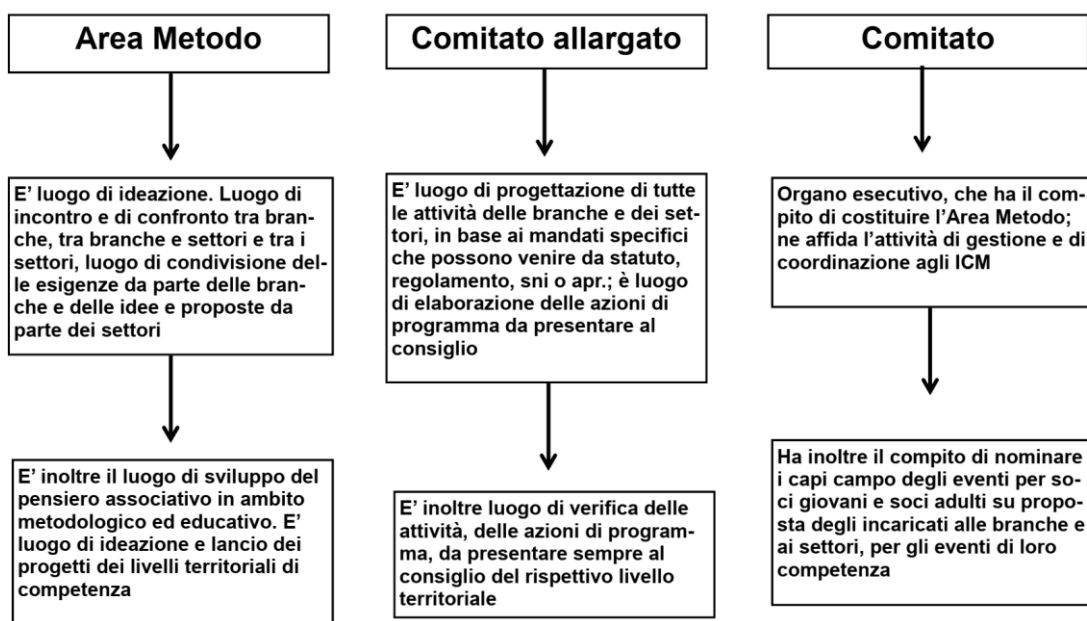 Area Metodo
E' luogo di ideazione. Luogo di
incontro e di confronto tra bran-
che, tra branche e settori e tra i
settori, luogo di condivisione del-
le esigenze da parte delle bran-
che e delle idee e proposte da
parte dei settori
E' inoltre il luogo di sviluppo del
pensiero associativo in ambito
metodologico ed educativo. E'
luogo di ideazione e lancio dei
progetti dei livelli territoriali di
competenza
Comitato allargato
E' luogo di progettazione di tutte
le attività delle branche e dei set-
tori, in base ai mandati specifici
che possono venire da statuto,
regolamento, sni o apr.; è luogo
di elaborazione delle azioni di
programma da presentare al
consiglio
E' inoltre luogo di verifica delle
attività, delle azioni di program-
ma, da presentare sempre al
consiglio del rispettivo livello
territoriale
Comitato
Organo esecutivo, che ha il com-
pito di costituire l'Area Metodo;
ne affida l'attività di gestione e di
coordinazione agli ICM
Ha inoltre il compito di nominare
i capi campo degli eventi per so-
ci giovani e soci adulti su propo-
sta degli incaricati alle branche e
ai settori, per gli eventi di loro
competenza